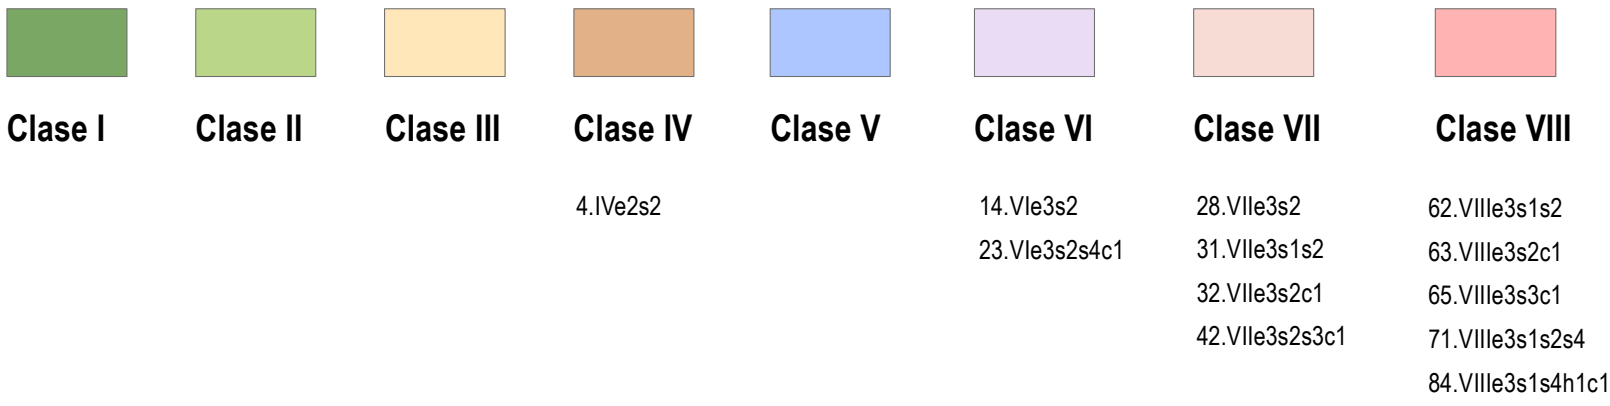 Clase I
Clase II
Clase III
Clase IV
Clase V
Clase VI
Clase VII
Clase VIII
4.IVe2s2
14.VIe3s2
28.VIIe3s2
62.VIIIe3s1s2
23.VIe3s2s4c1
31.VIIe3s1s2
63.VIIIe3s2c1
32.VIIe3s2c1
65.VIIIe3s3c1
42.VIIe3s2s3c1
71.VIIIe3s1s2s4
84.VIIIe3s1s4h1c1